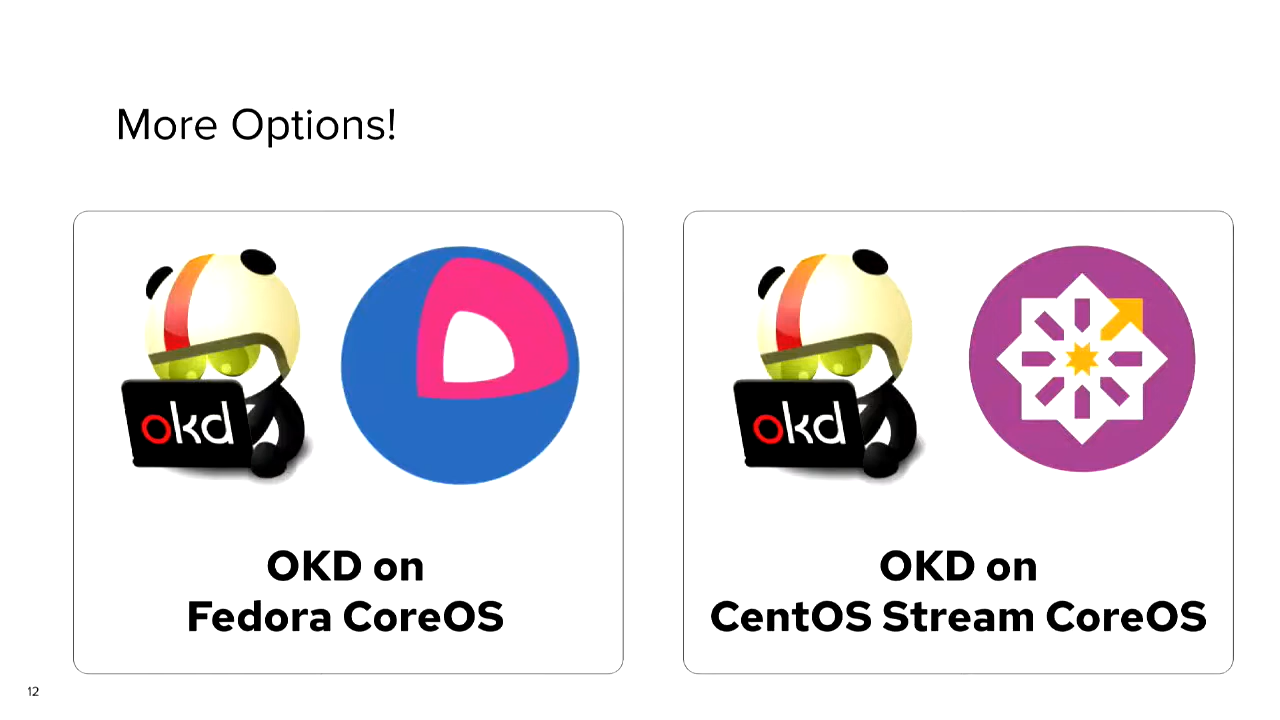 More Options!
okd
okd
OKD on
Fedora CoreOS
OKD on
CentOS Stream CoreOS
12